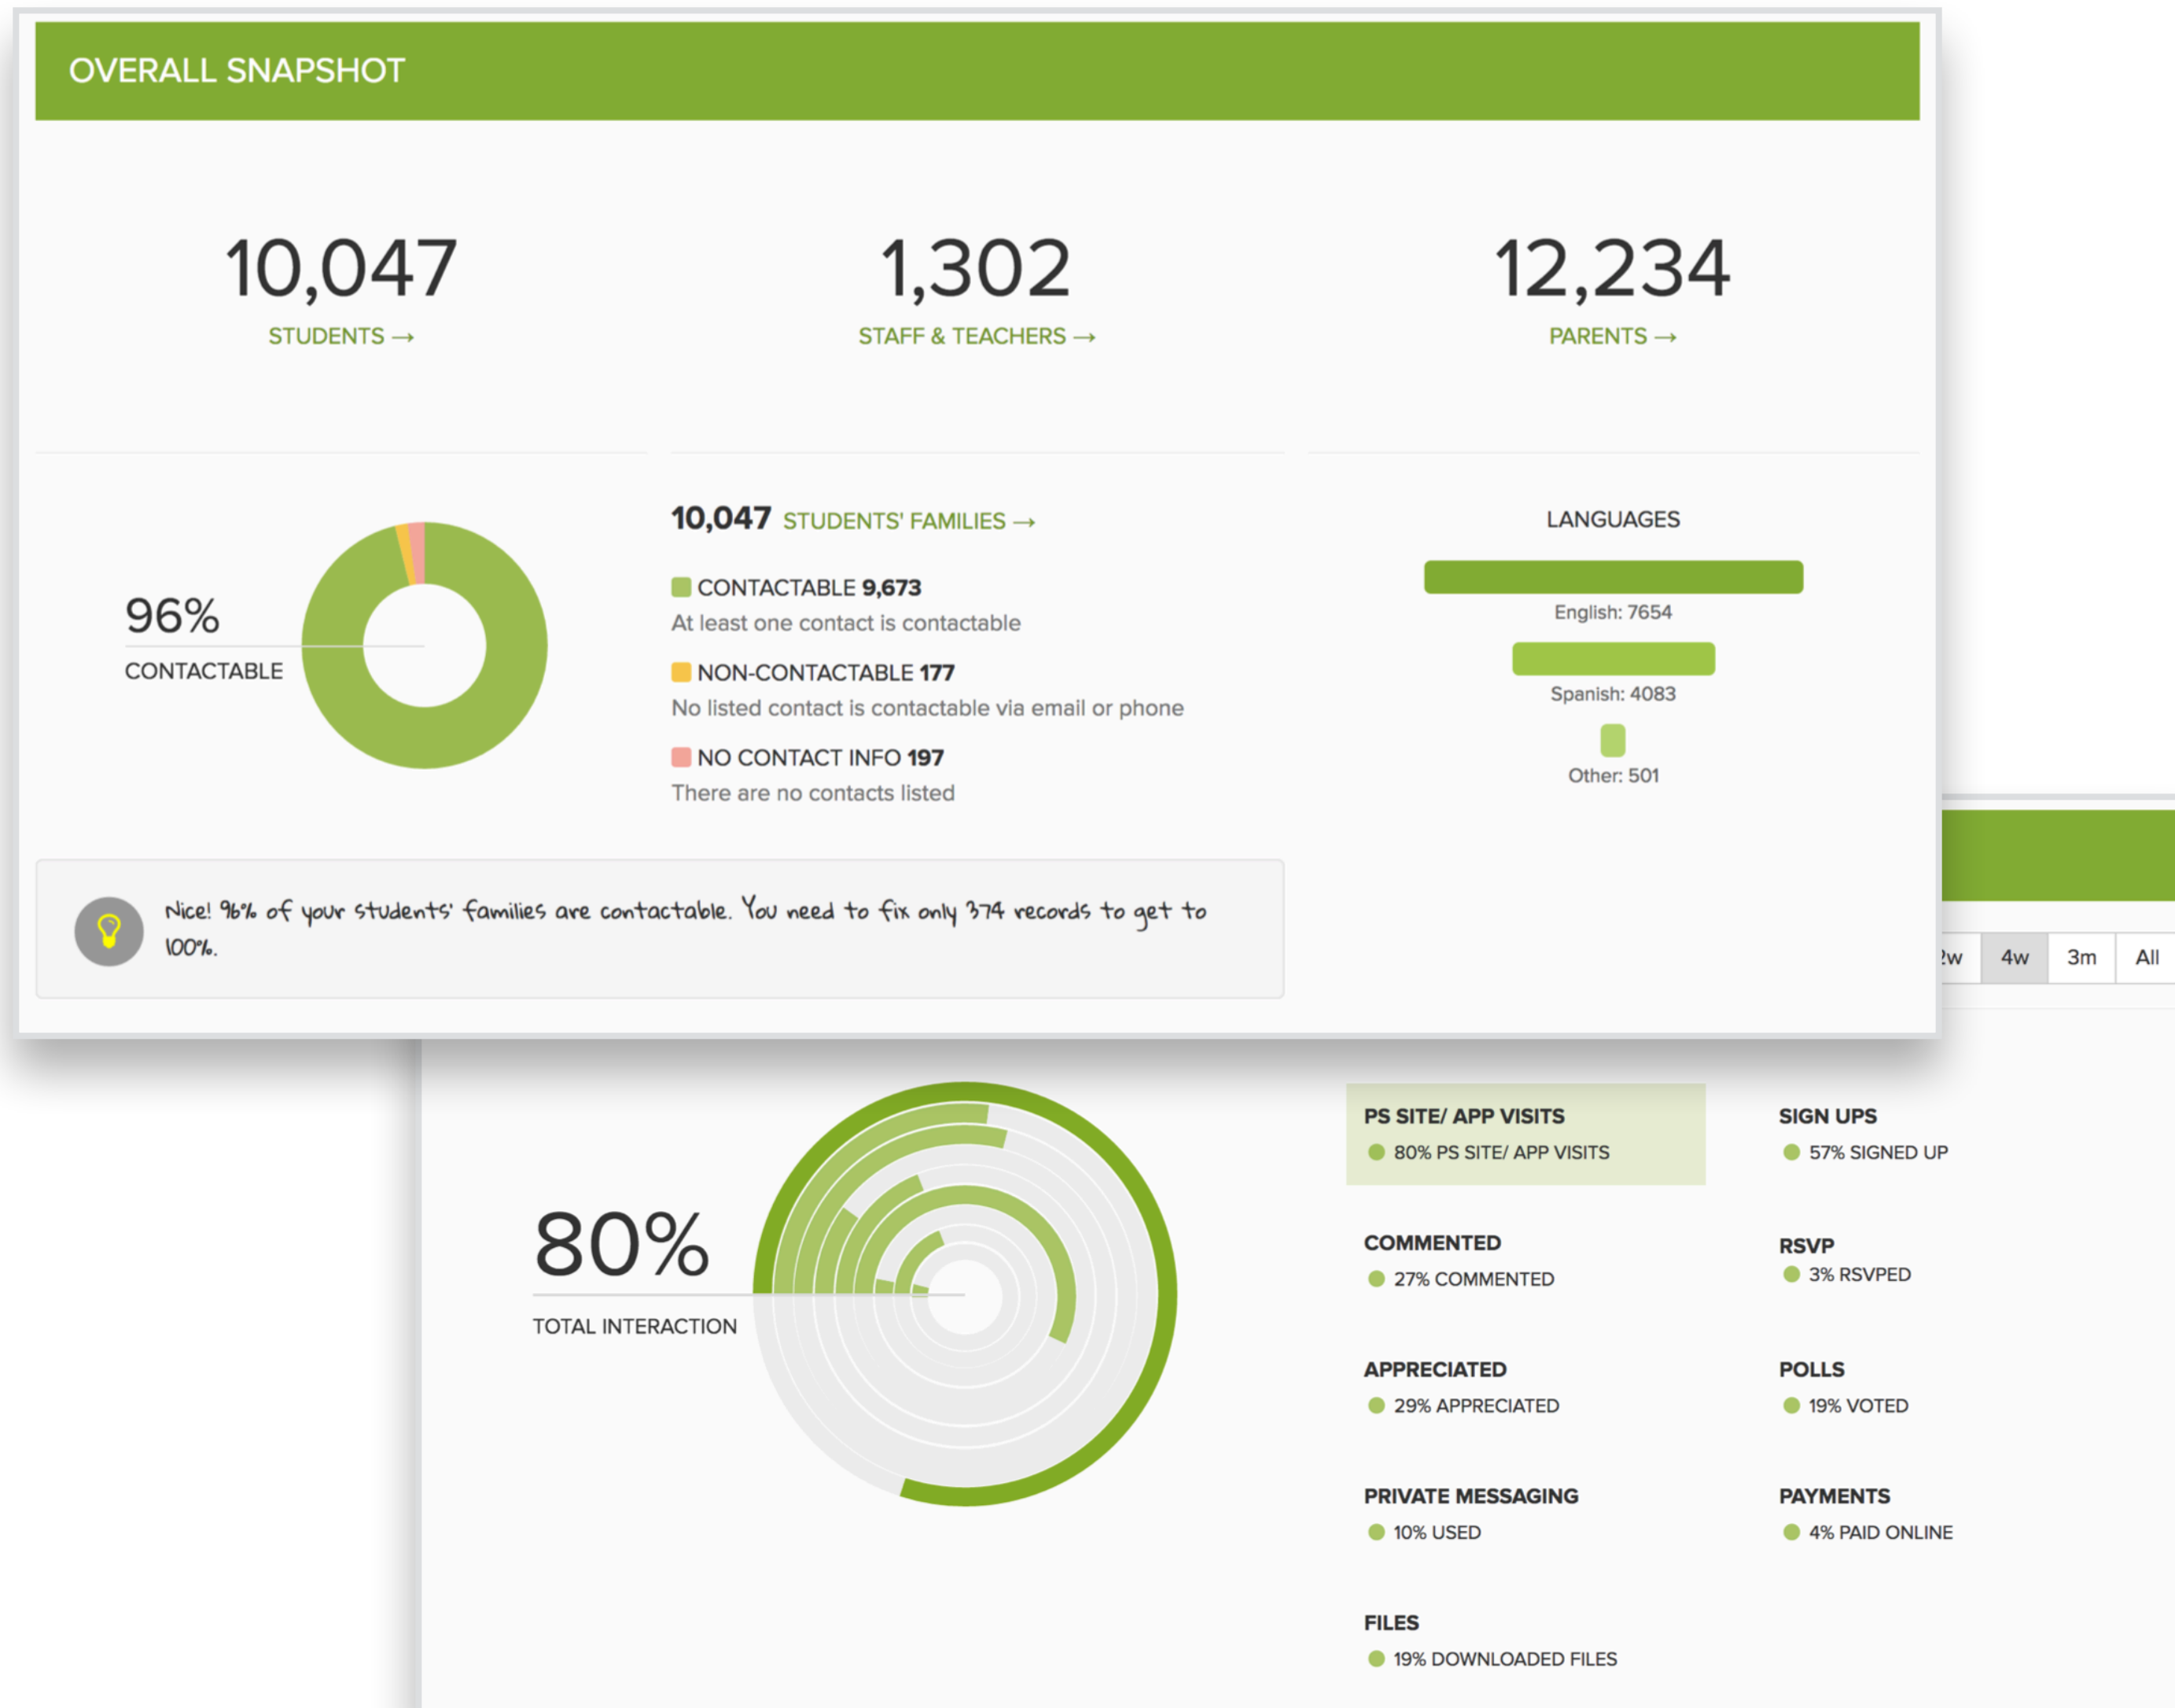 OVERALL SNAPSHOT
10,047
STUDENTS →
1,302
STAFF & TEACHERS →
12,234
PARENTS →
96%
CONTACTABLE
10,047 STUDENTS' FAMILIES →
CONTACTABLE 9,673
At least one contact is contactable
NON-CONTACTABLE 177
No listed contact is contactable via email or phone
NO CONTACT INFO 197
There are no contacts listed
LANGUAGES
English: 7654
Spanish: 4083
Other: 501
Nice! 96% of your students' families are contactable. You need to fix only 374 records to get to
100%.
2w 4w 3m All
80%
TOTAL INTERACTION
PS SITE/ APP VISITS
80% PS SITE/ APP VISITS
SIGN UPS
57% SIGNED UP
COMMENTED
27% COMMENTED
RSVP
3% RSVPED
APPRECIATED
29% APPRECIATED
POLLS
19% VOTED
PRIVATE MESSAGING
10% USED
PAYMENTS
4% PAID ONLINE
FILES
19% DOWNLOADED FILES